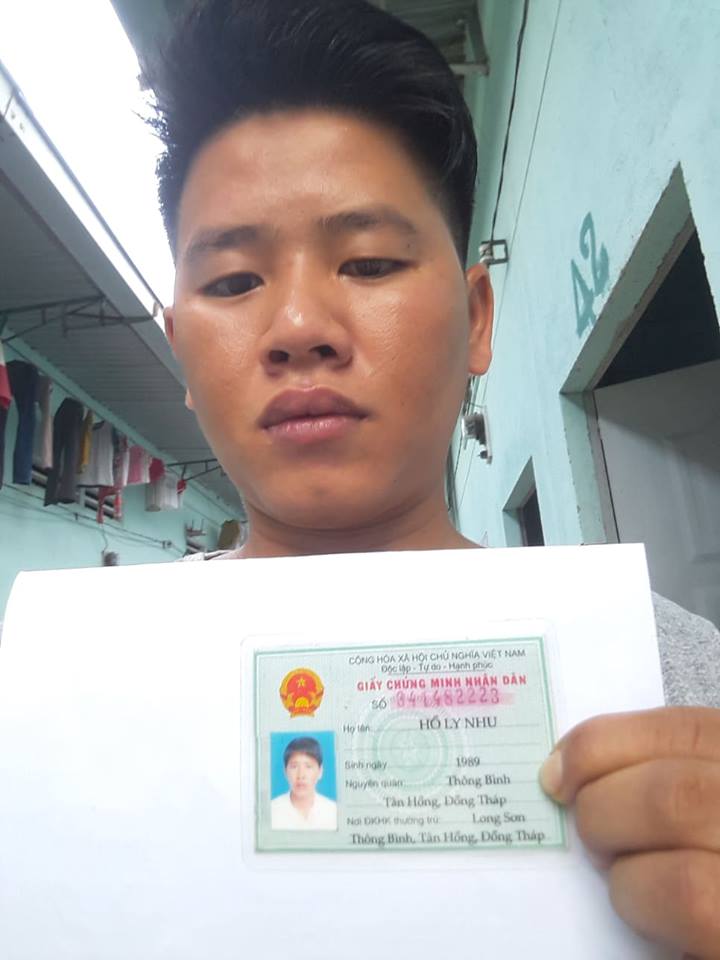 42
CỘNG HÒA XÃ HỘI CHỦ NGHĨA VIỆT NAM
Độc lập - Tự do - Hạnh phúc
GIẤY CHỨNG MINH NHÂN DÂN
SỐ
Họ tên HỒ LY NHU
Sinh ngày 1989
Nguyên quán Thông Bình
Tân Hồng, Đồng Tháp
Nơi ĐKHK thường trú: Long Sơn
Thông Bình, Tân Hồng, Đồng Tháp